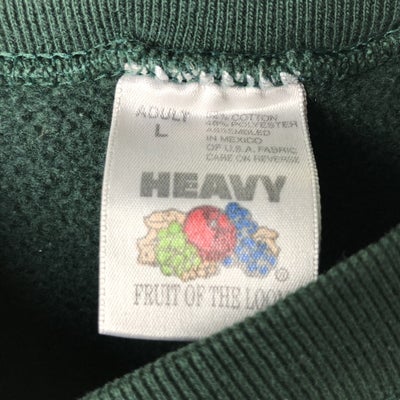 ADULT
L
% COTTON
% POLYESTER
ASSEMBLED
IN MEXICO
OF U.S.A. FABRIC
CARE ON REVERSE
HEAVY
®
FRUIT OF THE LOOM